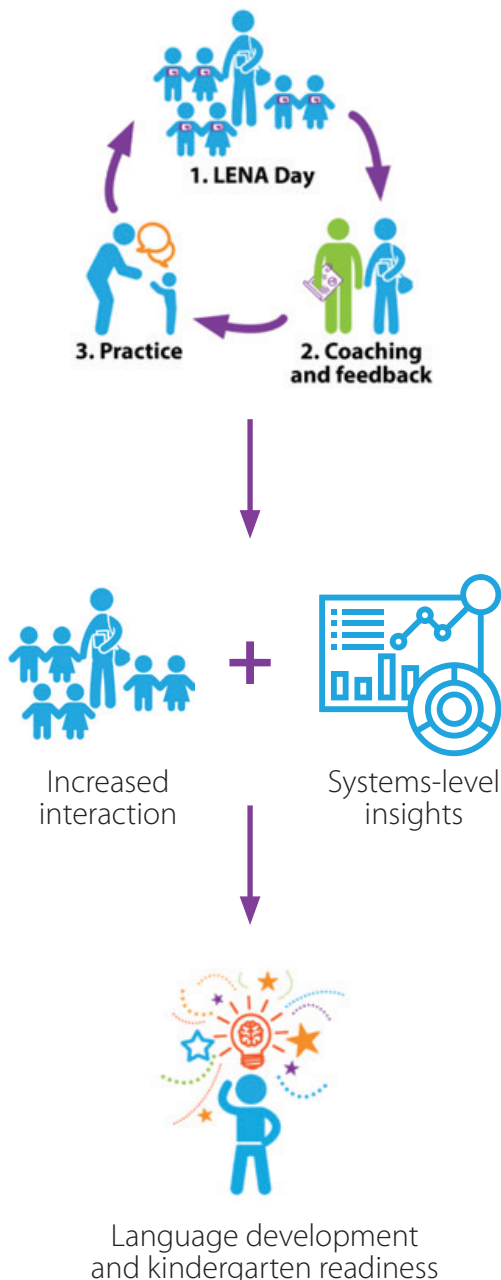 1. LENA Day
3. Practice
2. Coaching
and feedback
+
Increased
interaction
Systems-level
insights
Language development
and kindergarten readiness